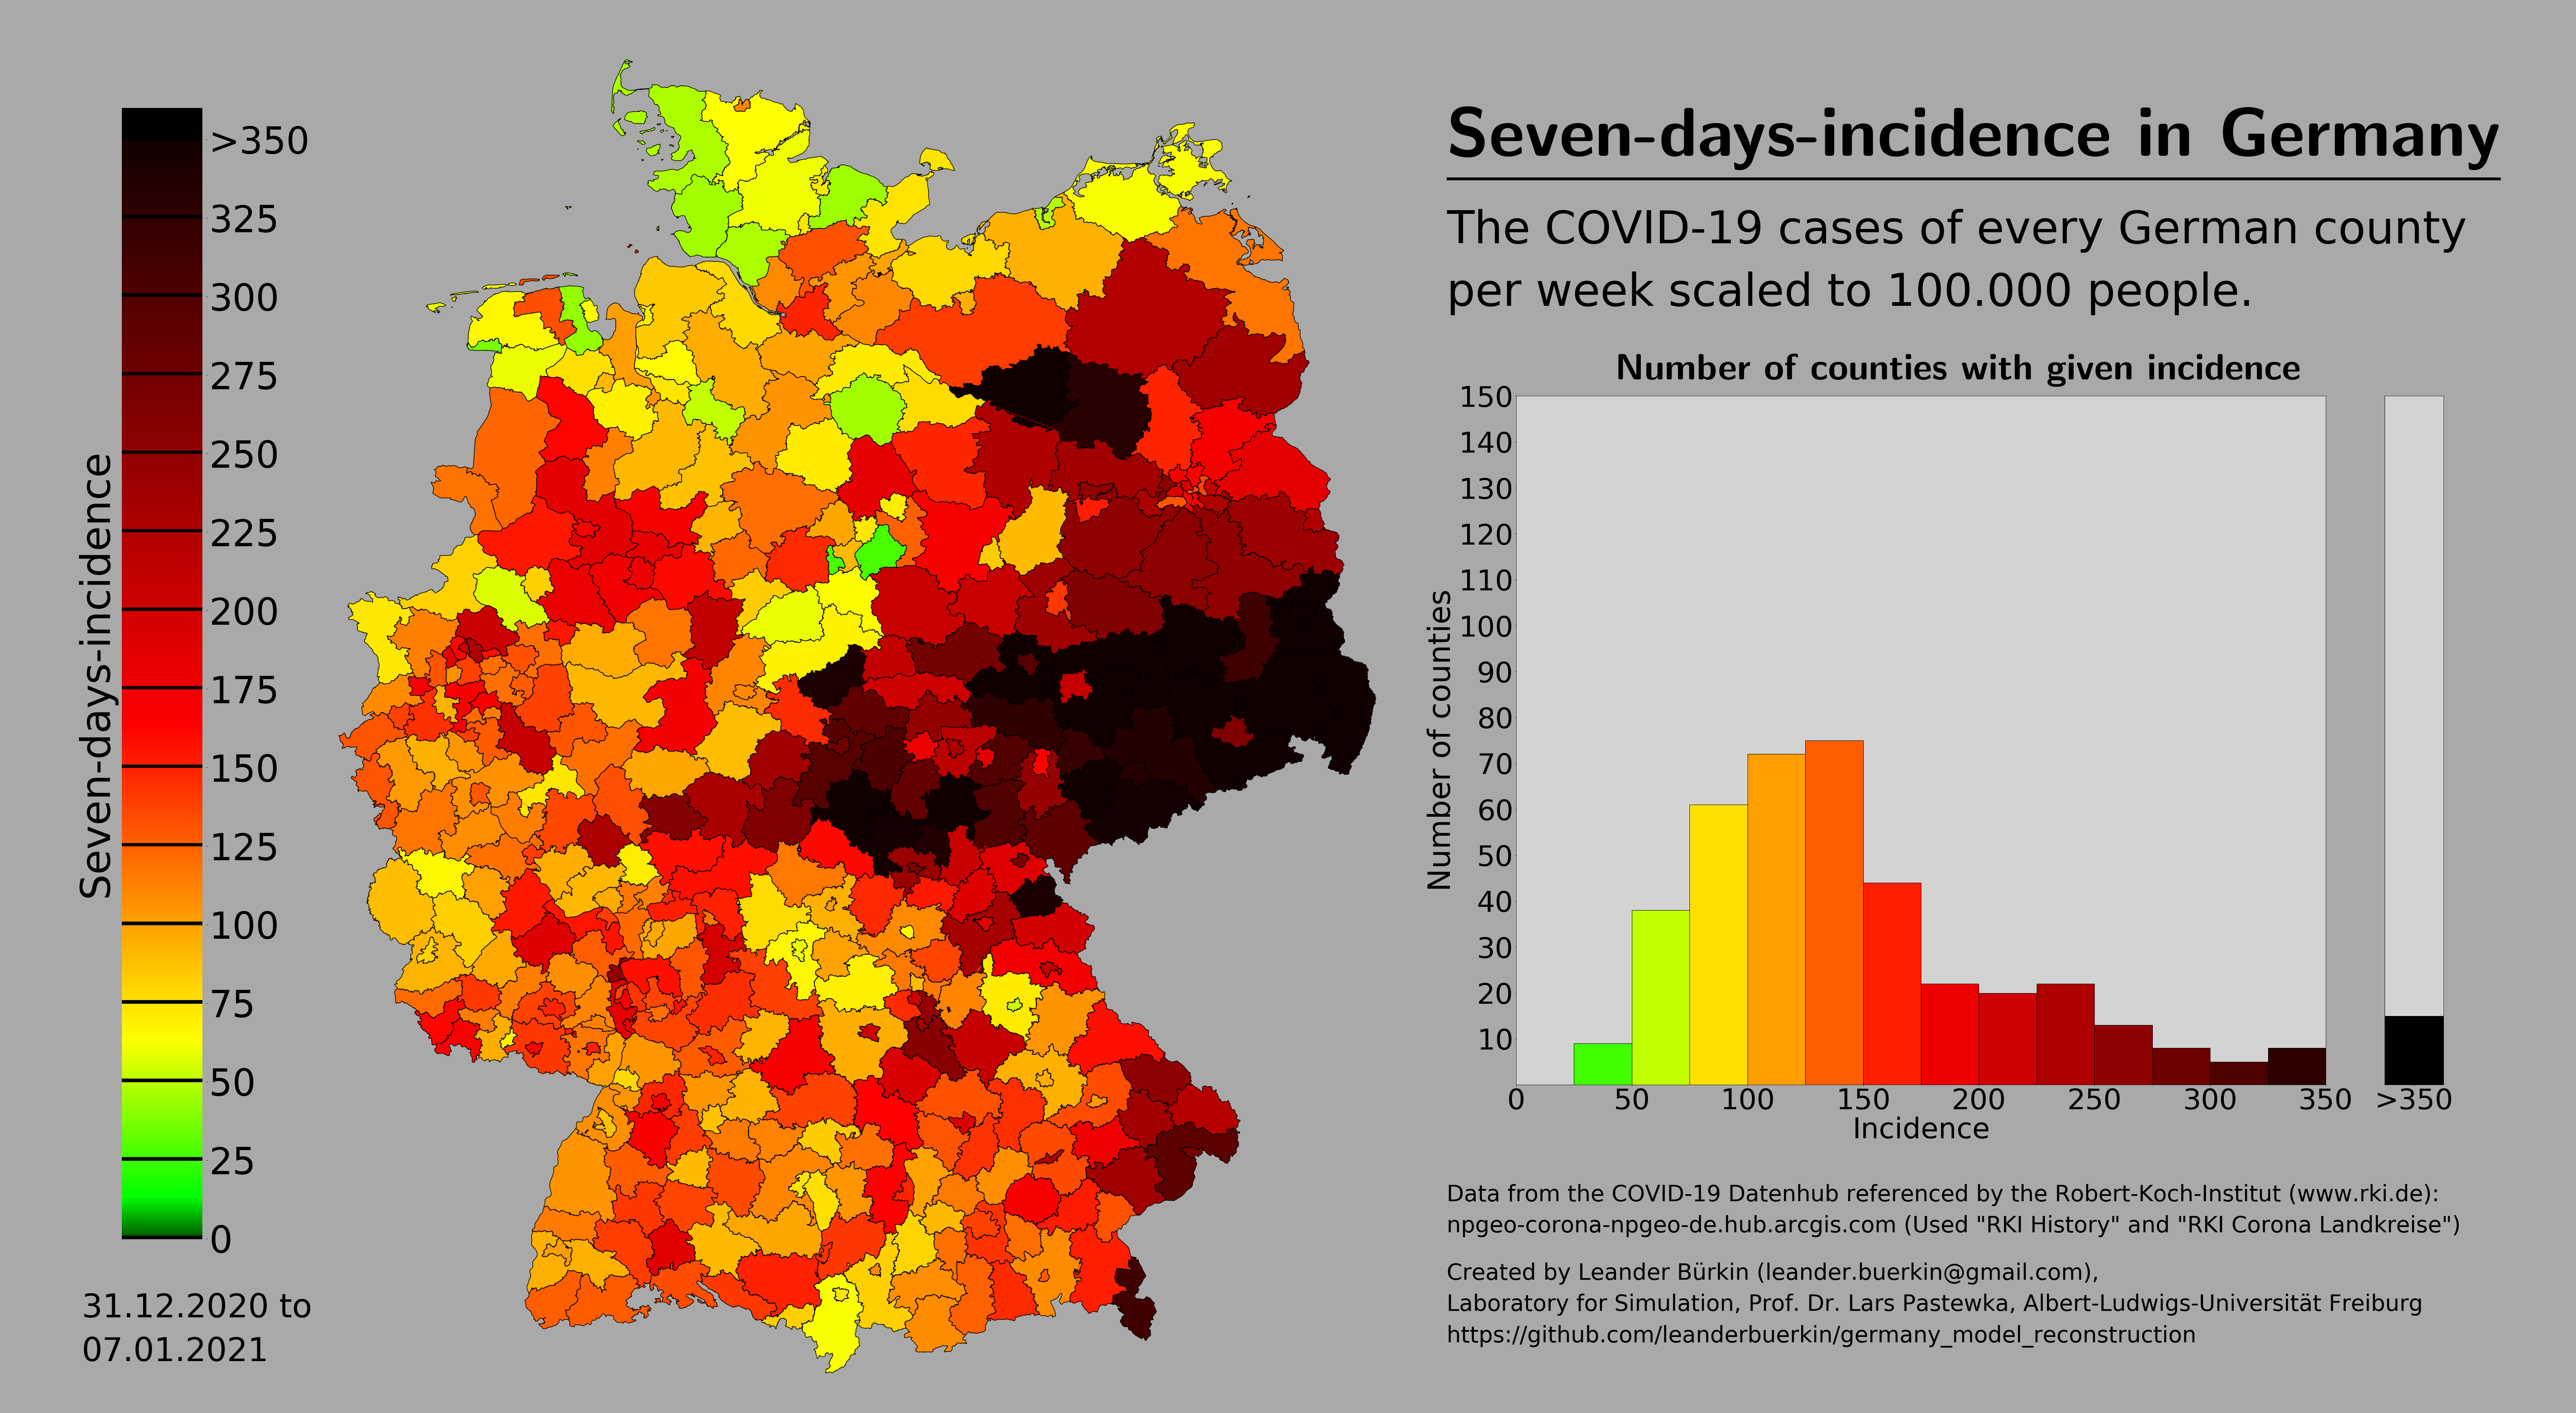 Seven-days-incidence in Germany
The COVID-19 cases of every German county
per week scaled to 100.000 people.
Seven-days-incidence
>350
325
300
275
250
225
200
175
150
125
100
75
50
25
0
31.12.2020 to
07.01.2021
Number of counties with given incidence
Number of counties
150
140
130
120
110
100
90
80
70
60
50
40
30
20
10
0 50 100 150 200 250 300 350 >350
Incidence
Data from the COVID-19 Datenhub referenced by the Robert-Koch-Institut (www.rki.de):
npgeo-corona-npgeo-de.hub.arcgis.com (Used "RKI History" and "RKI Corona Landkreise")
Created by Leander Bürkin (leander.buerkin@gmail.com),
Laboratory for Simulation, Prof. Dr. Lars Pastewka, Albert-Ludwigs-Universität Freiburg
https://github.com/leanderbuerkin/germany_model_reconstruction